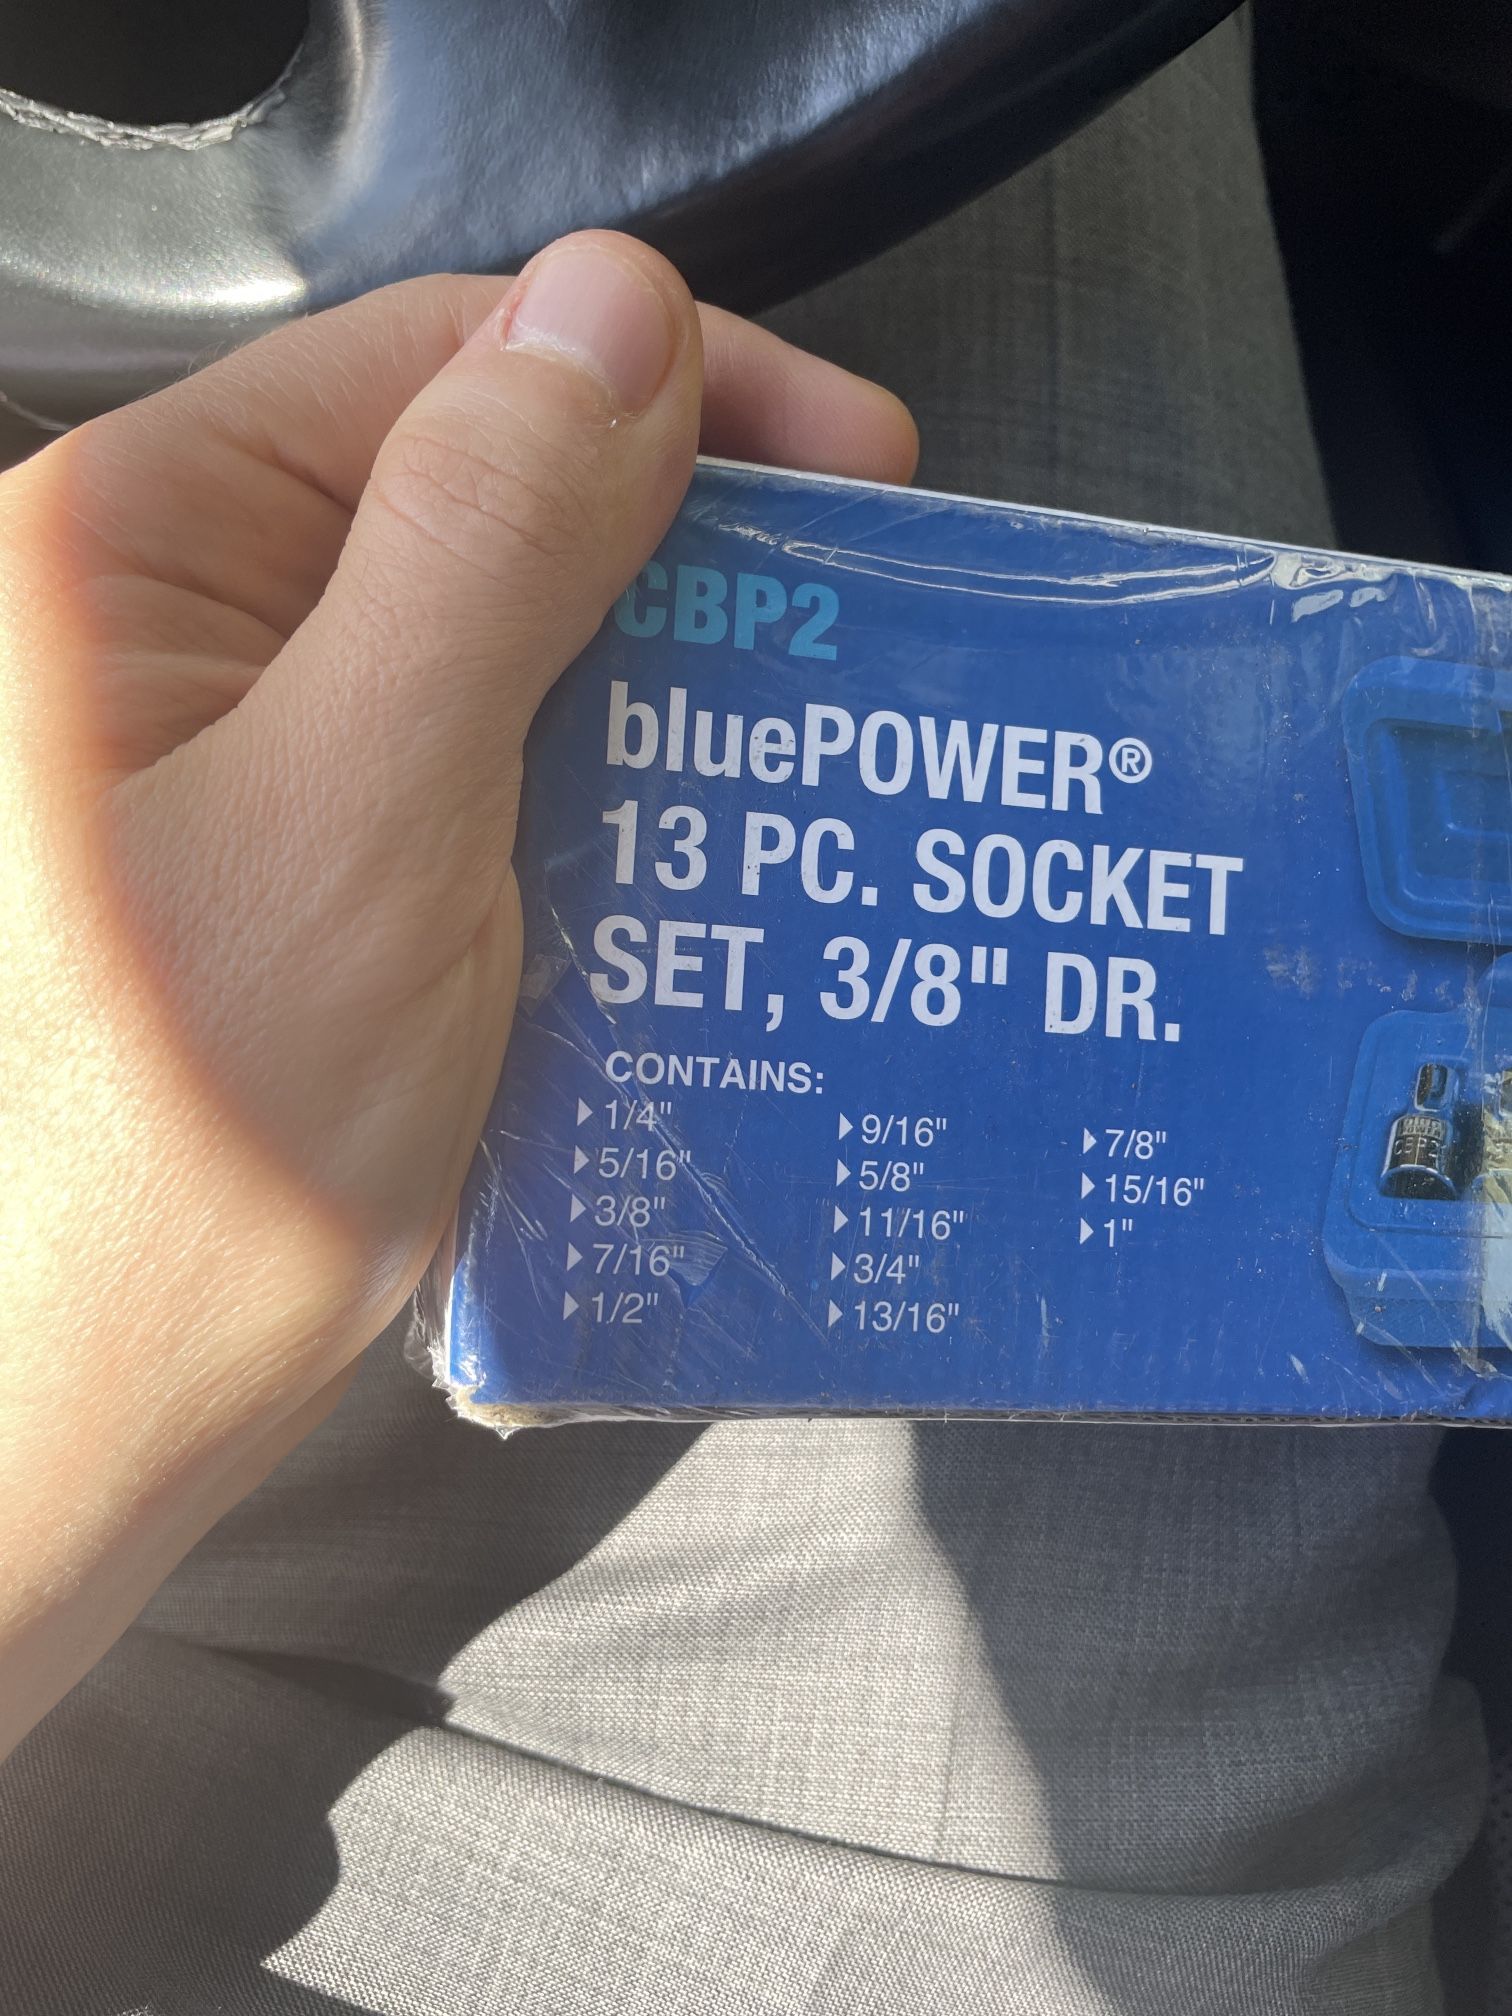 CBP2
bluePOWER®
13 PC. SOCKET
SET, 3/8" DR.
CONTAINS:
▶ 1/4"
▶ 5/16"
▶ 3/8"
▶ 7/16"
▶ 1/2"
▶ 9/16"
▶ 5/8"
▶ 11/16"
▶ 3/4"
▶ 13/16"
▶ 7/8"
▶ 15/16"
▶ 1"